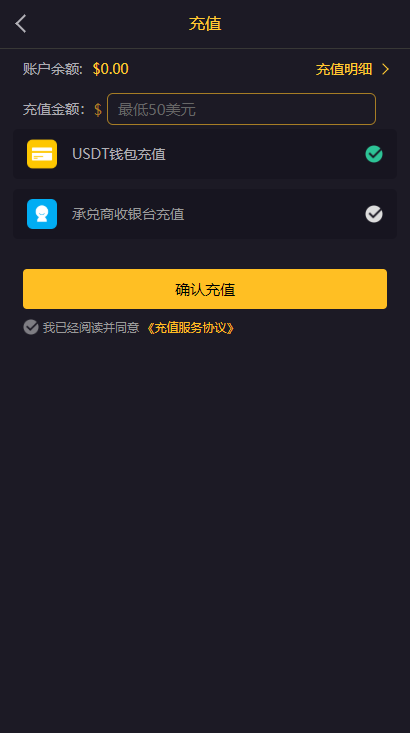 充值
账户余额: $0.00 充值明细
充值金额: $ 最低50美元
USDT钱包充值
承兑商收银台充值
确认充值
我已经阅读并同意 《充值服务协议》